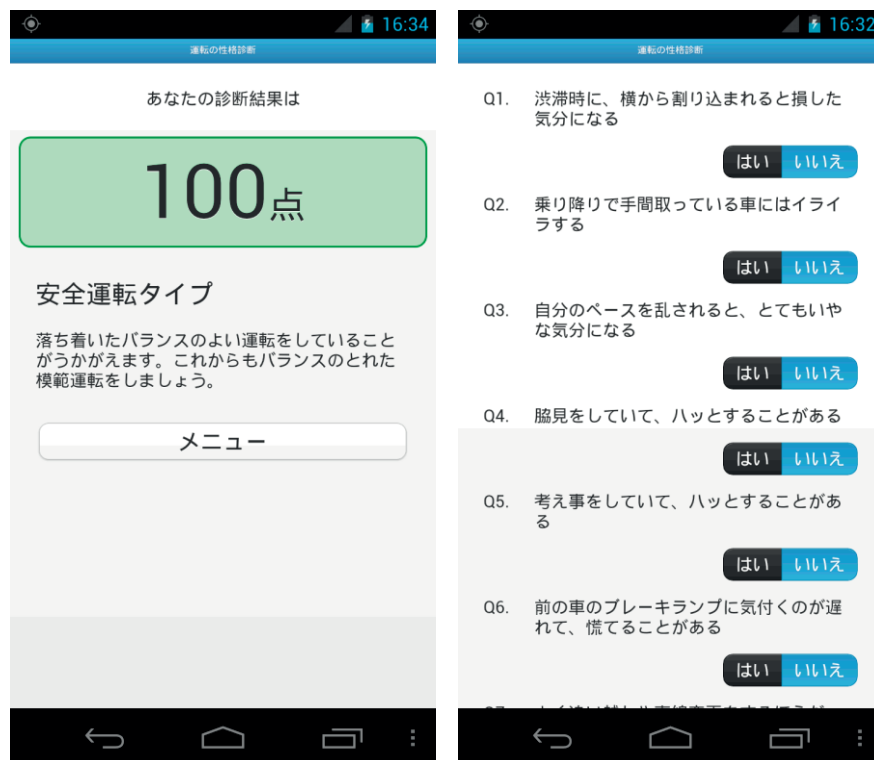 16:34
運転の性格診断
あなたの診断結果は
100点
安全運転タイプ
落ち着いたバランスのよい運転をしていること
がうかがえます。これからもバランスのとれた
模範運転をしましょう。
メニュー
16:32
運転の性格診断
Q1. 渋滞時に、横から割り込まれると損した
気分になる
はい いいえ
Q2. 乗り降りで手間取っている車にはイライ
ラする
はい いいえ
Q3. 自分のペースを乱されると、とてもいや
な気分になる
はい いいえ
Q4. 脇見をしていて、ハッとすることがある
はい いいえ
Q5. 考え事をしていて、ハッとすることがあ
る
はい いいえ
Q6. 前の車のブレーキランプに気付くのが遅
れて、慌てることがある
はい いいえ